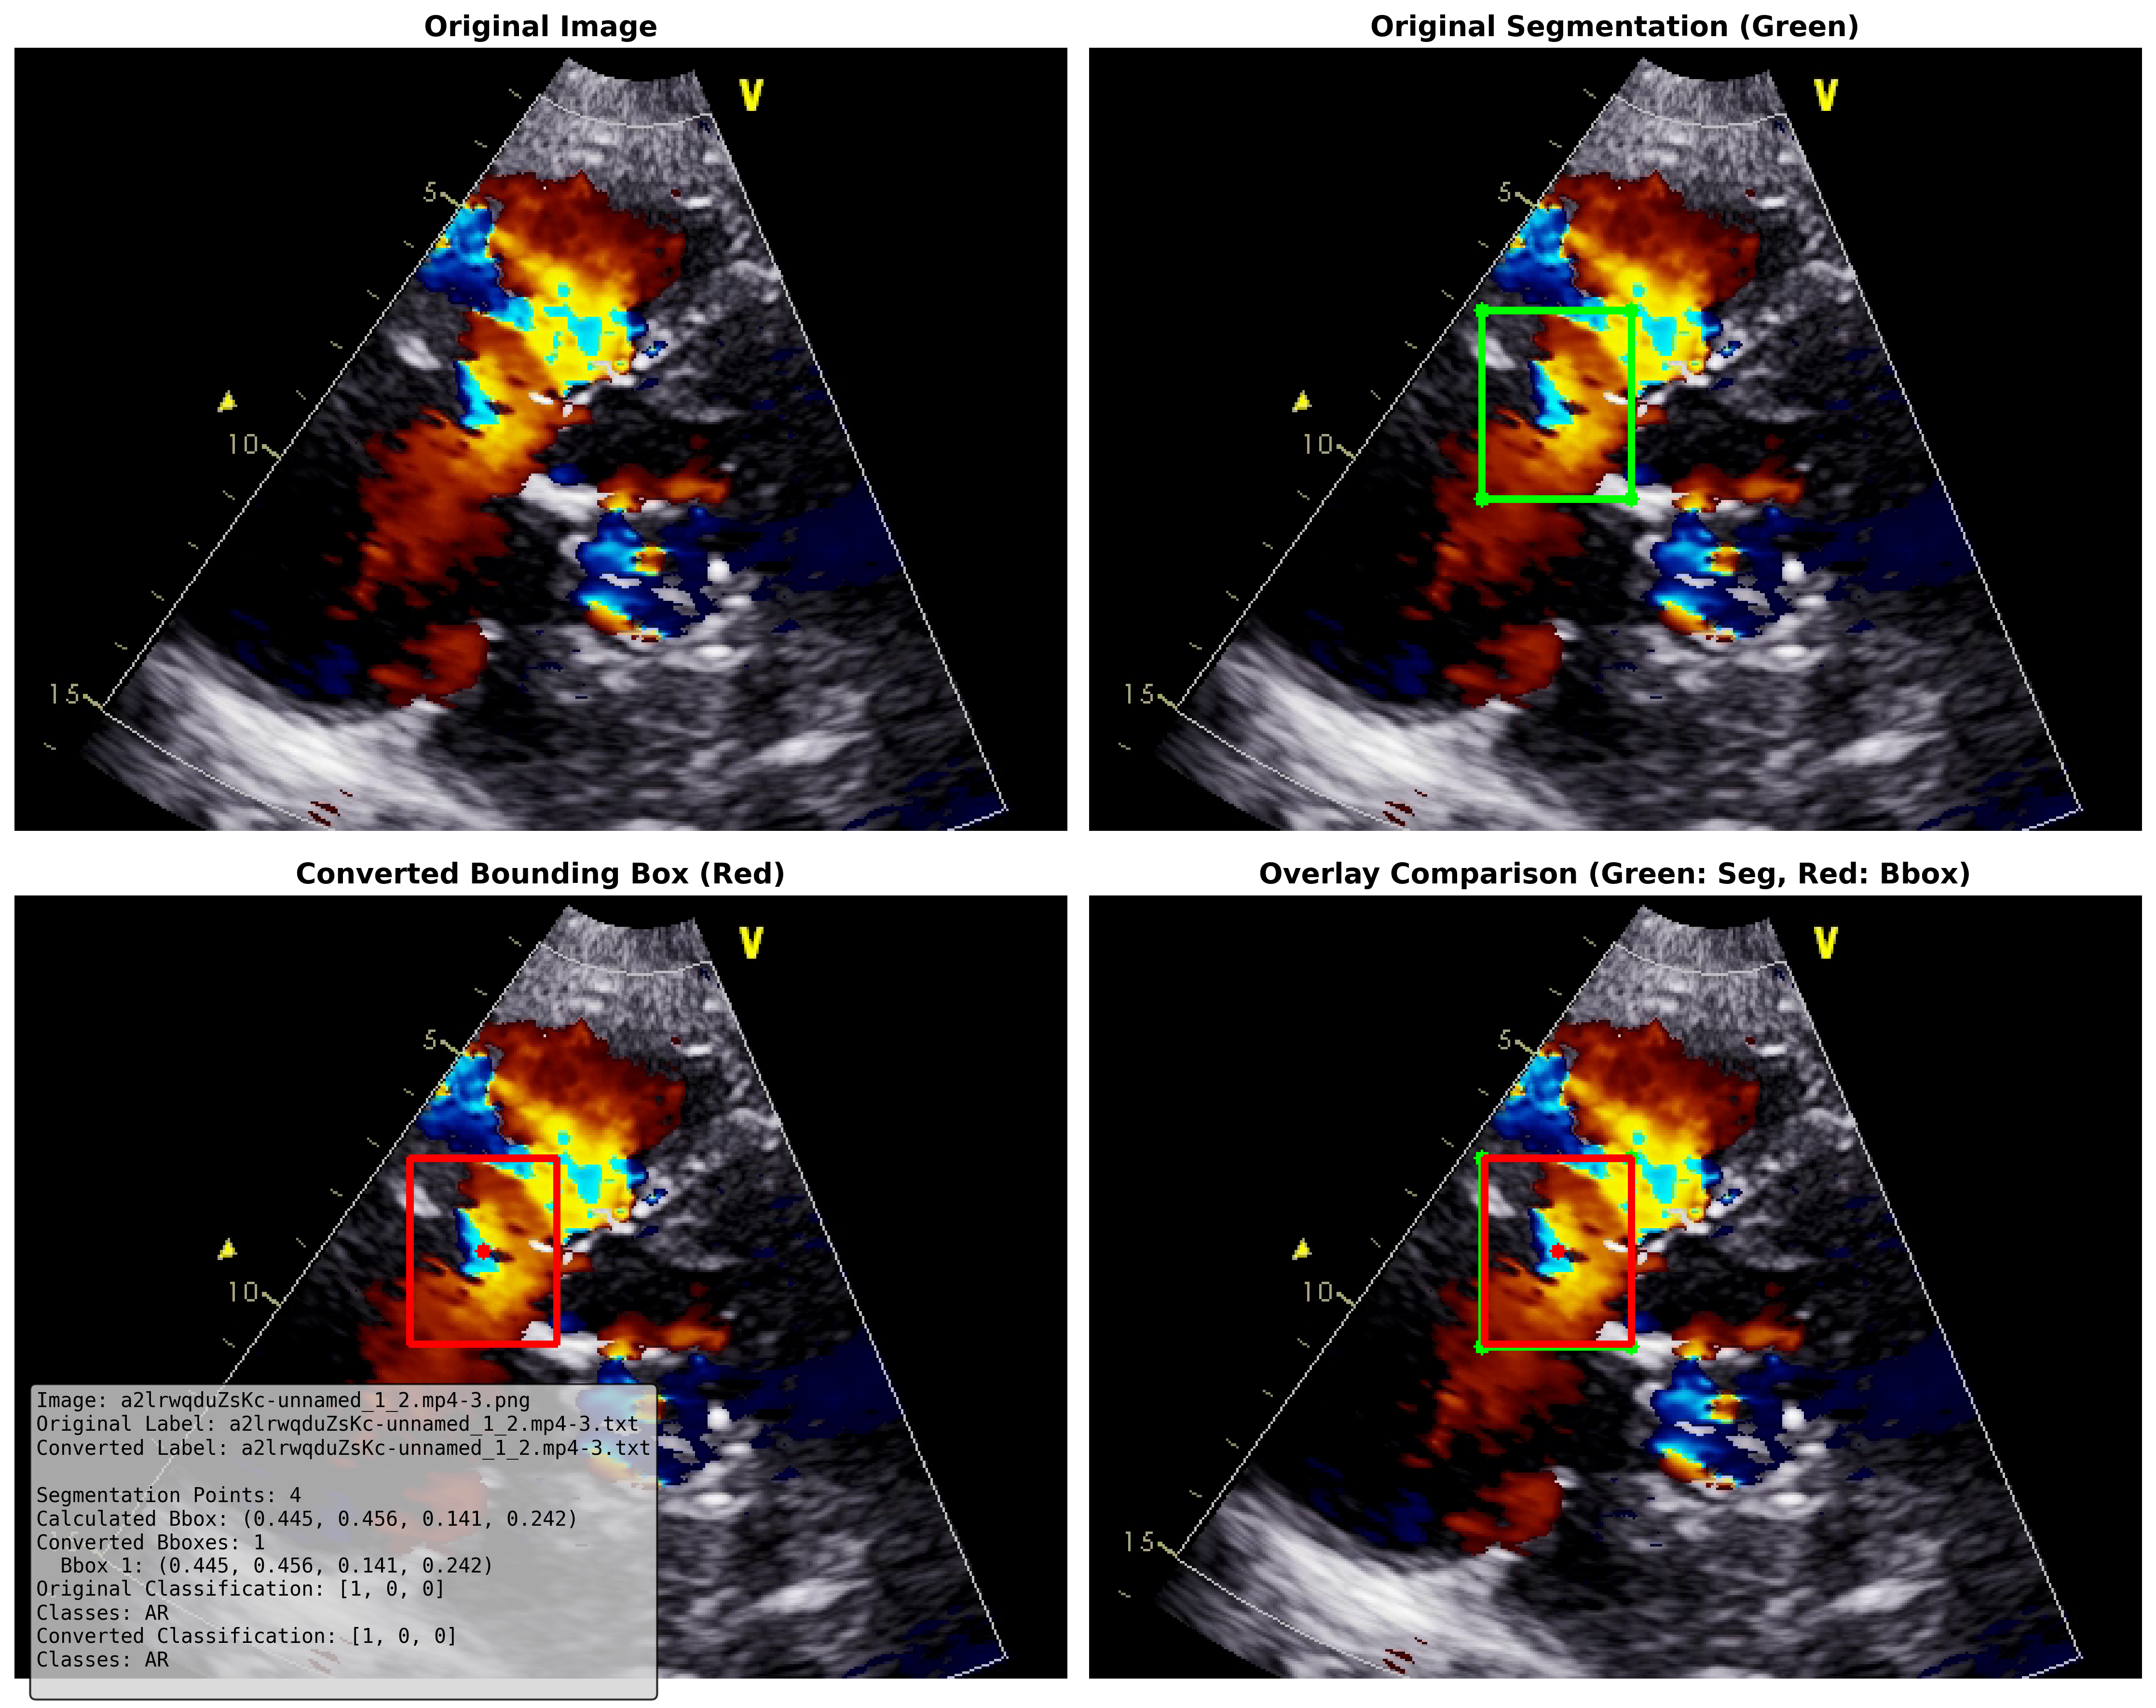 Original Image
Original Segmentation (Green)
V
5
10
15
V
5
10
15
Converted Bounding Box (Red)
Overlay Comparison (Green: Seg, Red: Bbox)
V
5
10
V
5
10
15
Image: a2lrwqduZsKc-unnamed_1_2.mp4-3.png
Original Label: a2lrwqduZsKc-unnamed_1_2.mp4-3.txt
Converted Label: a2lrwqduZsKc-unnamed_1_2.mp4-3.txt
Segmentation Points: 4
Calculated Bbox: (0.445, 0.456, 0.141, 0.242)
Converted Bboxes: 1
Bbox 1: (0.445, 0.456, 0.141, 0.242)
Original Classification: [1, 0, 0]
Classes: AR
Converted Classification: [1, 0, 0]
Classes: AR